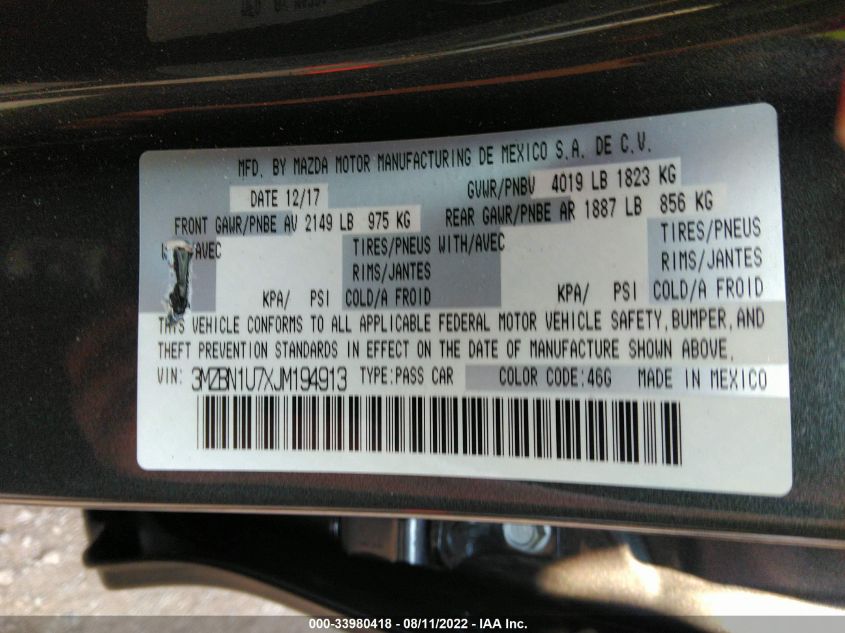 MFD. BY MAZDA MOTOR MANUFACTURING DE MEXICO S.A. DE C.V.
DATE 12/17 GVWR/PNBV 4019 LB 1823 KG
FRONT GAWR/PNBE AV 2149 LB 975 KG REAR GAWR/PNBE AR 1887 LB 856 KG
/AVEC TIRES/PNEUS WITH/AVEC TIRES/PNEUS
RIMS/JANTES RIMS/JANTES
KPA/ PSI COLD/A FROID KPA/ PSI COLD/A FROID
THIS VEHICLE CONFORMS TO ALL APPLICABLE FEDERAL MOTOR VEHICLE SAFETY, BUMPER, AND
THEFT PREVENTION STANDARDS IN EFFECT ON THE DATE OF MANUFACTURE SHOWN ABOVE.
VIN: 3MZBN1U7XJM194913 TYPE:PASS CAR COLOR CODE:46G MADE IN MEXICO
000-33980418 - 08/11/2022 - IAA Inc.